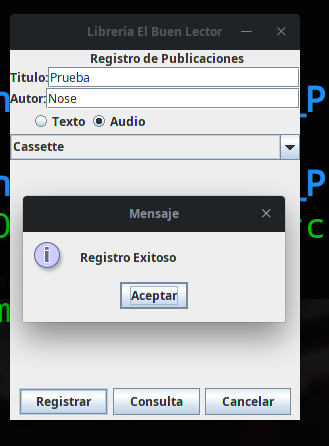 Librería El Buen Lector
Registro de Publicaciones
Titulo: Prueba
Autor: Nose
Texto Audio
Cassette
Mensaje
Registro Exitoso
Aceptar
Registrar Consulta Cancelar